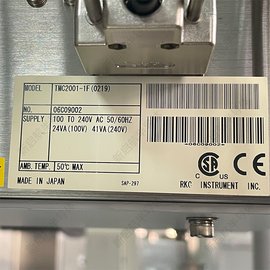 MODEL TMC2001-1F(0219)
NO. 06C09002
SUPPLY 100 TO 240V AC 50/60HZ
24VA(100V) 41VA(240V)
AMB.TEMP. 50°C MAX.
MADE IN JAPAN
SNP-297
*06C09002*
C US
RKC INSTRUMENT INC.